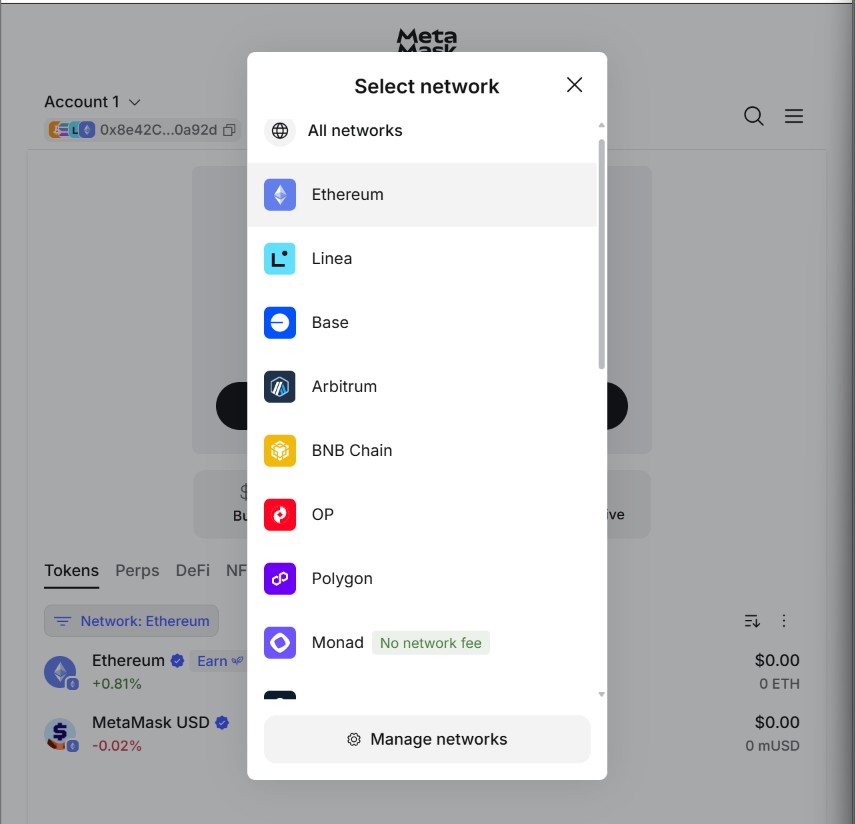 Meta
Mask
Select network
Account 1
0x8e42C...0a92d
All networks
Ethereum
Linea
Base
Arbitrum
BNB Chain
OP
Polygon
Monad No network fee
Manage networks
$
Tokens Perps DeFi
Network: Ethereum
Ethereum Earn $0.00
+0.81% 0 ETH
MetaMask USD $0.00
-0.02% 0 mUSD